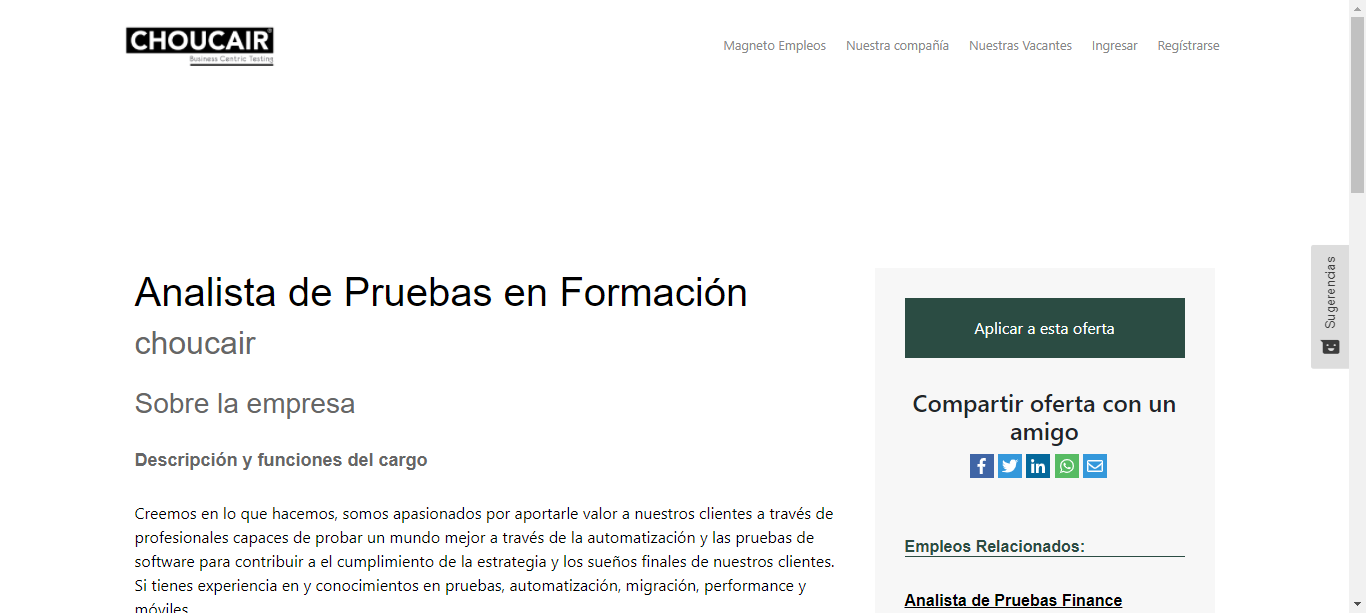 CHOUCAIR
Business Centric Testing
Magneto Empleos Nuestra compañía Nuestras Vacantes Ingresar Regístrarse
Analista de Pruebas en Formación
choucair
Sobre la empresa
Descripción y funciones del cargo
Creemos en lo que hacemos, somos apasionados por aportarle valor a nuestros clientes a través de
profesionales capaces de probar un mundo mejor a través de la automatización y las pruebas de
software para contribuir a el cumplimiento de la estrategia y los sueños finales de nuestros clientes.
Si tienes experiencia en y conocimientos en pruebas, automatización, migración, performance y
móviles
Aplicar a esta oferta
Compartir oferta con un
amigo
Empleos Relacionados:
Analista de Pruebas Finance
Sugerencias